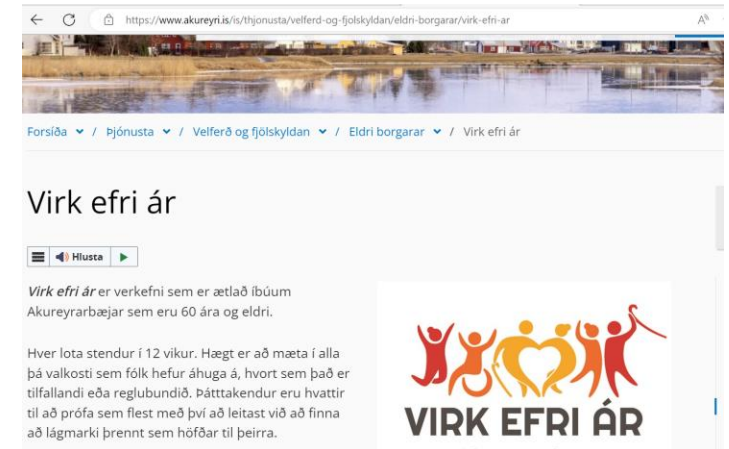 https://www.akureyri.is/is/thjonusta/velferd-og-fjolskyldan/eldri-borgarar/virk-efri-ar
Forsíða / Þjónusta / Velferð og fjölskyldan / Eldri borgarar / Virk efri ár
Virk efri ár
Hlusta
Virk efri ár er verkefni sem er ætlað íbúum
Akureyrarbæjar sem eru 60 ára og eldri.
Hver lota stendur í 12 vikur. Hægt er að mæta í alla
þá valkosti sem fólk hefur áhuga á, hvort sem það er
tilfallandi eða reglubundið. Þátttakendur eru hvattir
til að prófa sem flest með því að leitast við að finna
að lágmarki þrennt sem höfðar til þeirra.
VIRK EFRI ÁR